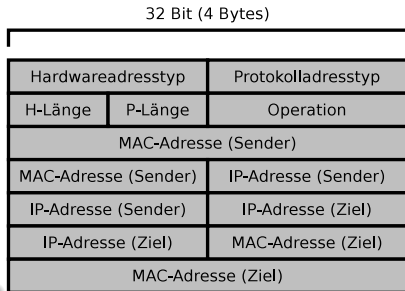 32 Bit (4 Bytes)
Hardwareadresstyp Protokolladresstyp
H-Länge P-Länge Operation
MAC-Adresse (Sender)
MAC-Adresse (Sender) IP-Adresse (Sender)
IP-Adresse (Sender) IP-Adresse (Ziel)
IP-Adresse (Ziel) MAC-Adresse (Ziel)
MAC-Adresse (Ziel)